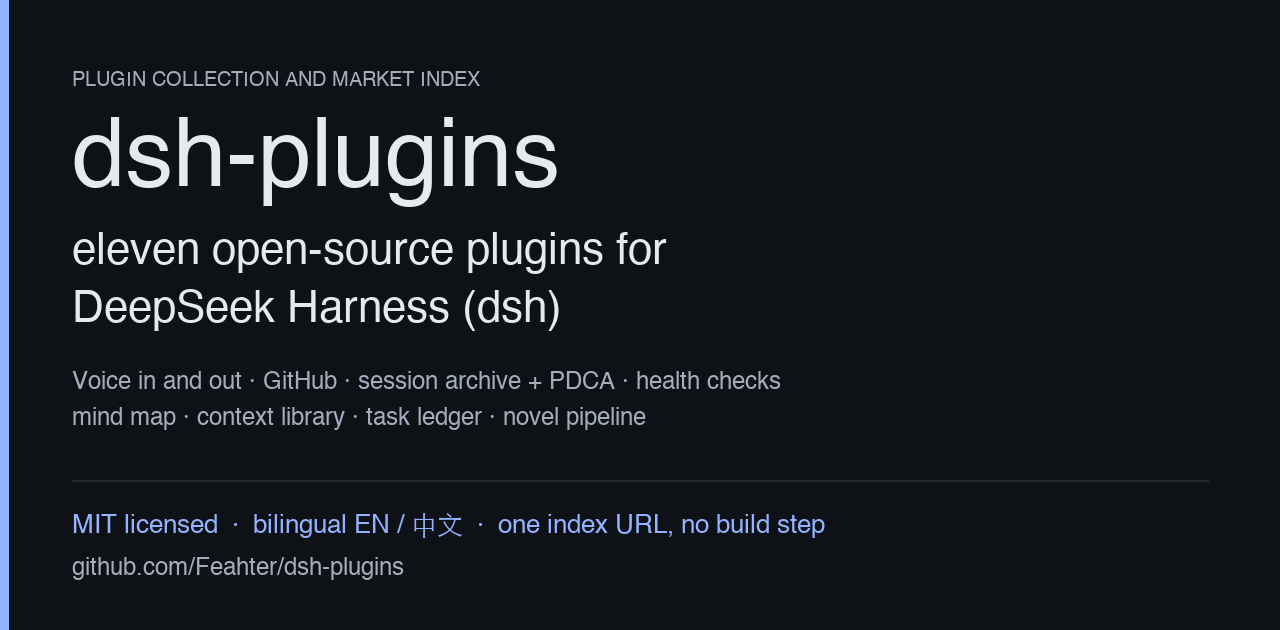 PLUGIN COLLECTION AND MARKET INDEX
dsh-plugins
eleven open-source plugins for
DeepSeek Harness (dsh)
Voice in and out · GitHub · session archive + PDCA · health checks
mind map · context library · task ledger · novel pipeline
MIT licensed · bilingual EN / 中文 · one index URL, no build step
github.com/Feahter/dsh-plugins